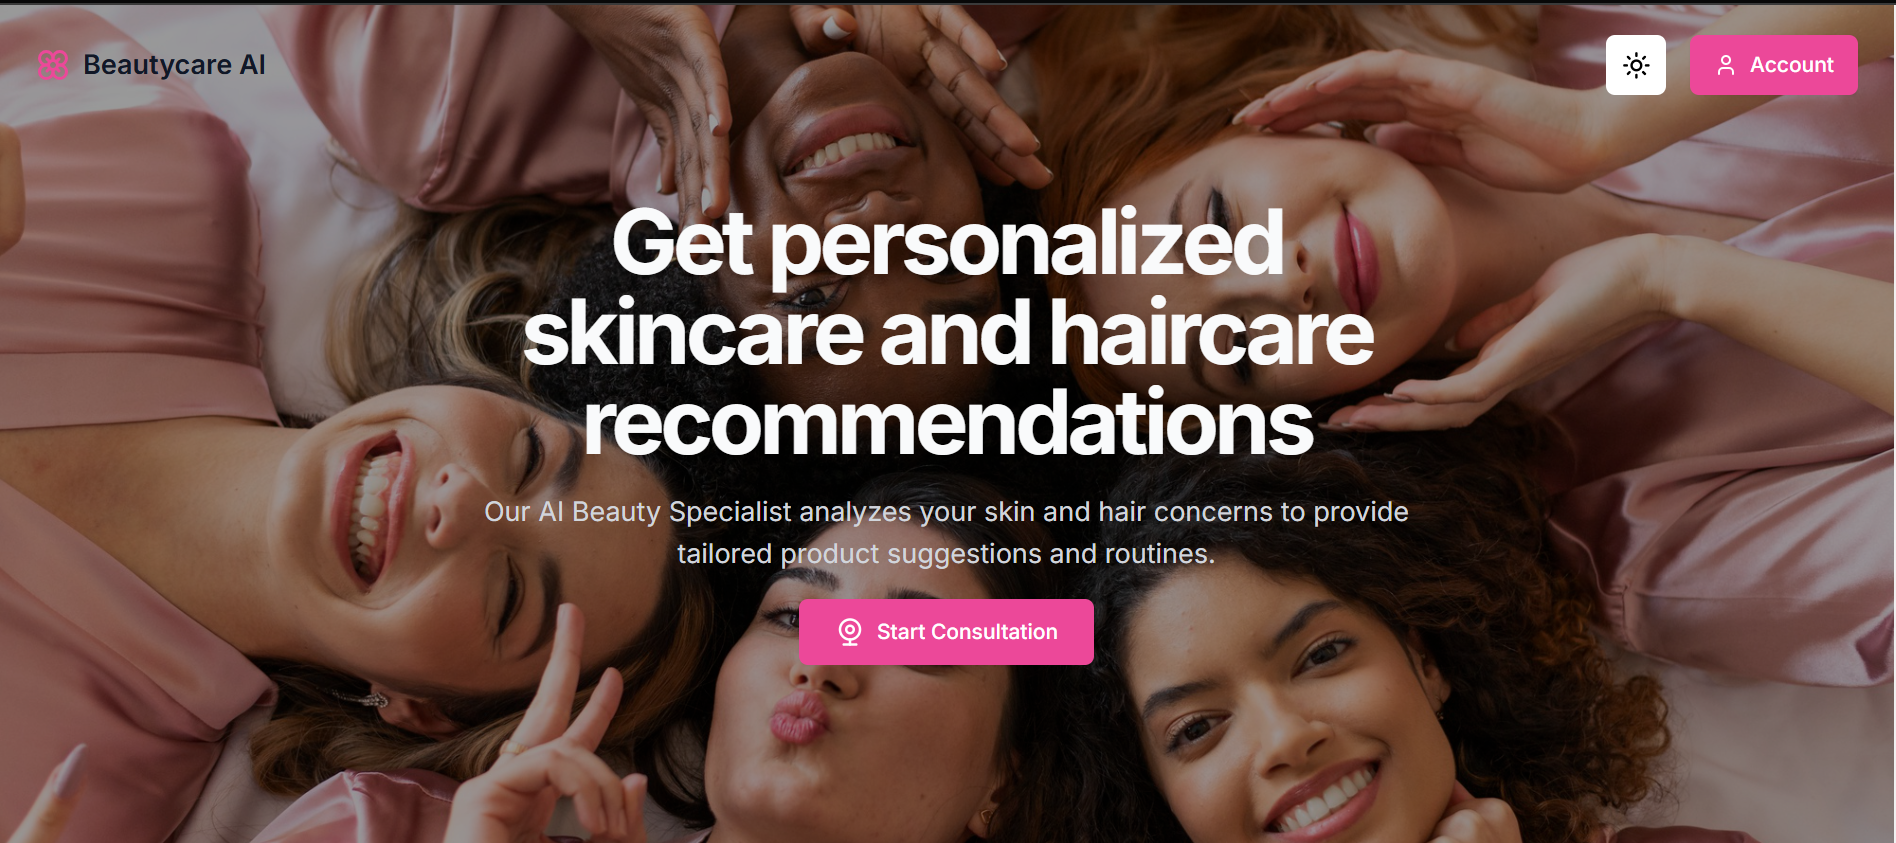 Beautycare AI
Account
Get personalized
skincare and haircare
recommendations
Our AI Beauty Specialist analyzes your skin and hair concerns to provide
tailored product suggestions and routines.
Start Consultation